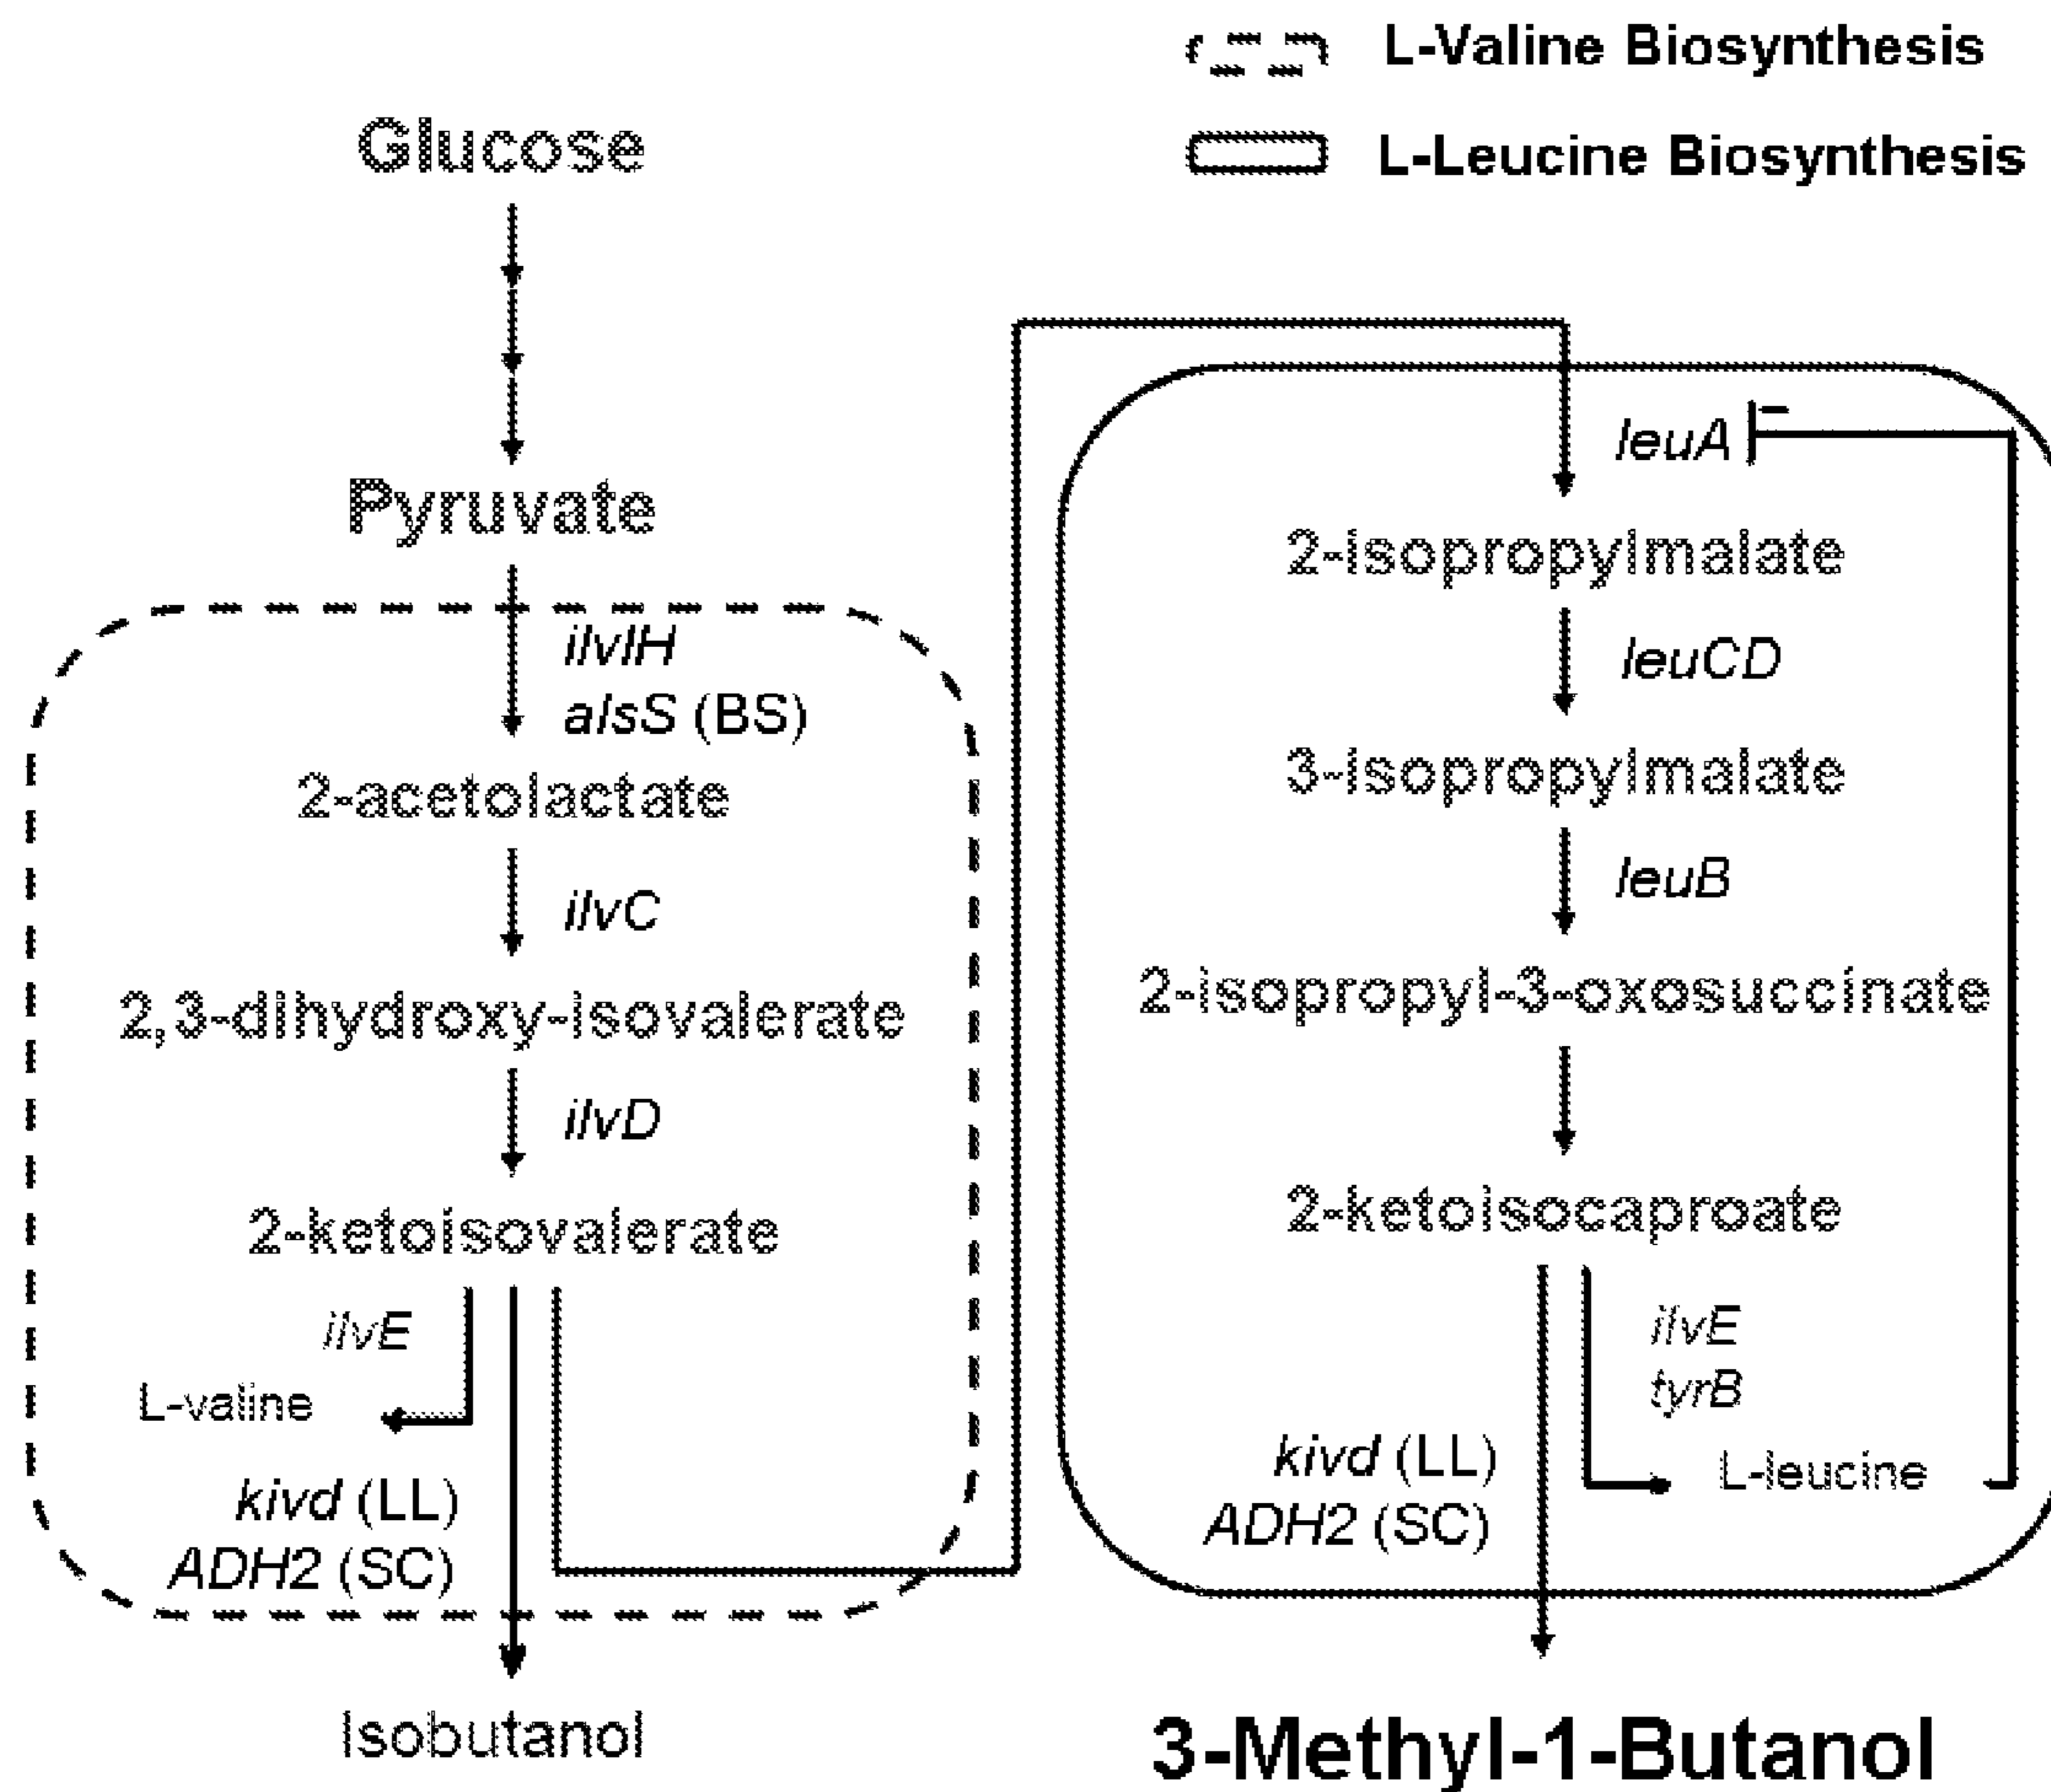 L-Valine Biosynthesis
L-Leucine Biosynthesis
Glucose
Pyruvate
ilvIH
alsS (BS)
2-acetolactate
ilvC
2,3-dihydroxy-isovalerate
ilvD
2-ketoisovalerate
ilvE
L-valine
kivd (LL)
ADH2 (SC)
Isobutanol
leuA
2-isopropylmalate
leuCD
3-isopropylmalate
leuB
2-isopropyl-3-oxosuccinate
2-ketoisocaproate
ilvE
tyrB
L-leucine
kivd (LL)
ADH2 (SC)
3-Methyl-1-Butanol